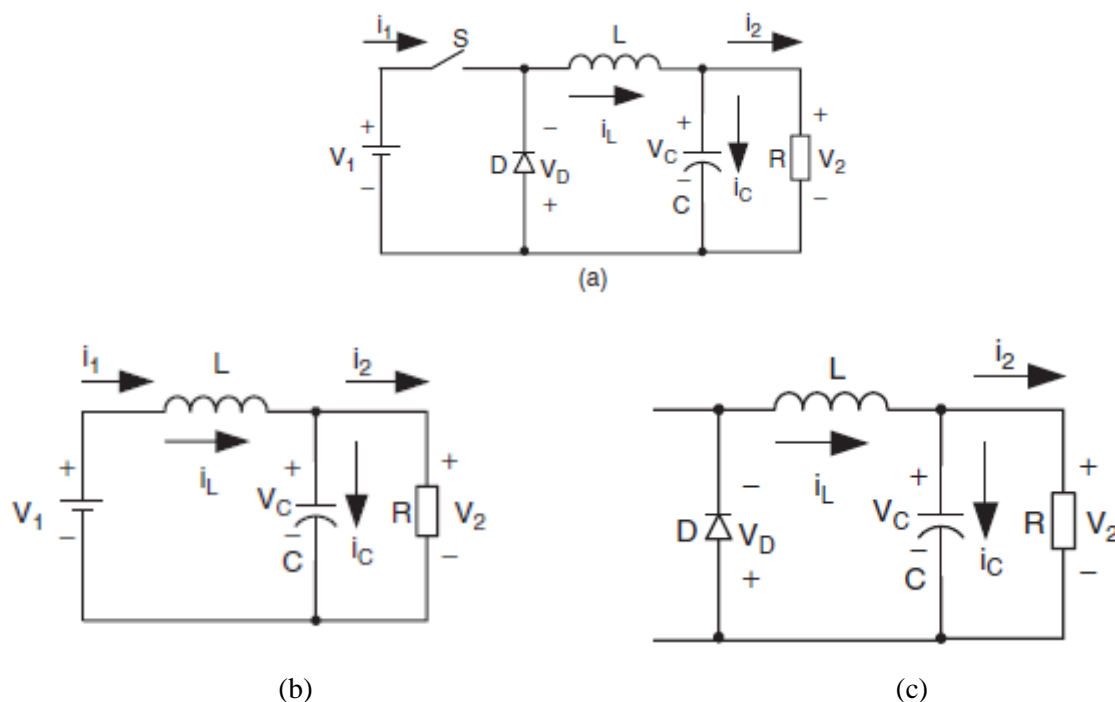 i1
S
L
i2
+
V1
−
D
−
VD
+
iL
+
VC
−
C
iC
R
+
V2
−
(a)
i1
L
i2
+
V1
−
iL
+
VC
−
C
iC
R
+
V2
−
(b)
L
i2
D
−
VD
+
iL
+
VC
−
C
iC
R
+
V2
−
(c)